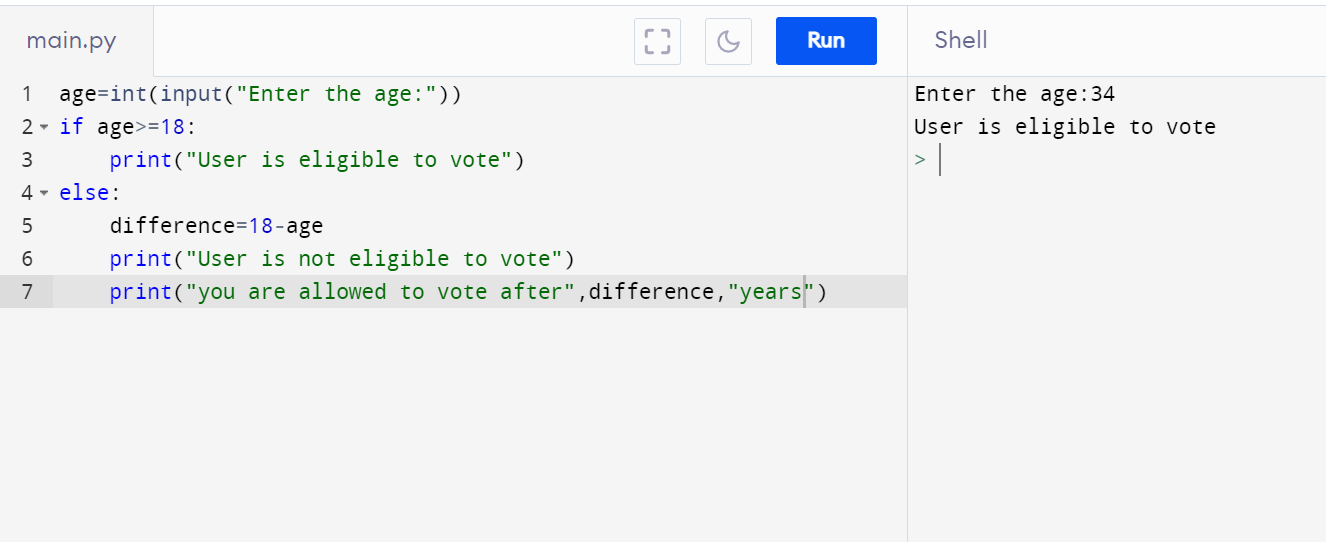 main.py
Run
Shell
1 age=int(input("Enter the age:"))
2 if age>=18:
3     print("User is eligible to vote")
4 else:
5     difference=18-age
6     print("User is not eligible to vote")
7     print("you are allowed to vote after",difference,"years")
Enter the age:34
User is eligible to vote
>